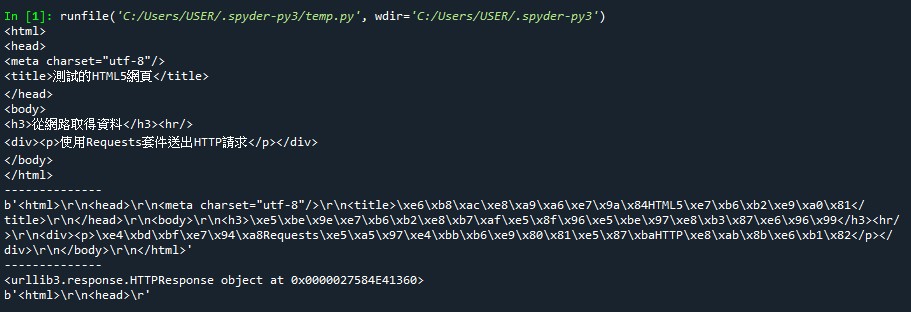 In [1]: runfile('C:/Users/USER/.spyder-py3/temp.py', wdir='C:/Users/USER/.spyder-py3')
<html>
<head>
<meta charset="utf-8"/>
<title>測試的HTML5網頁</title>
</head>
<body>
<h3>從網路取得資料</h3><hr/>
<div><p>使用Requests套件送出HTTP請求</p></div>
</body>
</html>
--------------
b'<html>\r\n<head>\r\n<meta charset="utf-8"/>\r\n<title>\xe6\xb8\xac\xe8\xa9\xa6\xe7\x9a\x84HTML5\xe7\xb6\xb2\xe9\xa0\x81</
title>\r\n</head>\r\n<body>\r\n<h3>\xe5\xbe\x9e\xe7\xb6\xb2\xe8\xb7\xaf\xe5\x8f\x96\xe5\xbe\x97\xe8\xb3\x87\xe6\x96\x99</h3><hr/
>\r\n<div><p>\xe4\xbd\xbf\xe7\x94\xa8Requests\xe5\xa5\x97\xe4\xbb\xb6\xe9\x80\x81\xe5\x87\xbaHTTP\xe8\xab\x8b\xe6\xb1\x82</p></
div>\r\n</body>\r\n</html>'
--------------
<urllib3.response.HTTPResponse object at 0x0000027584E41360>
b'<html>\r\n<head>\r'